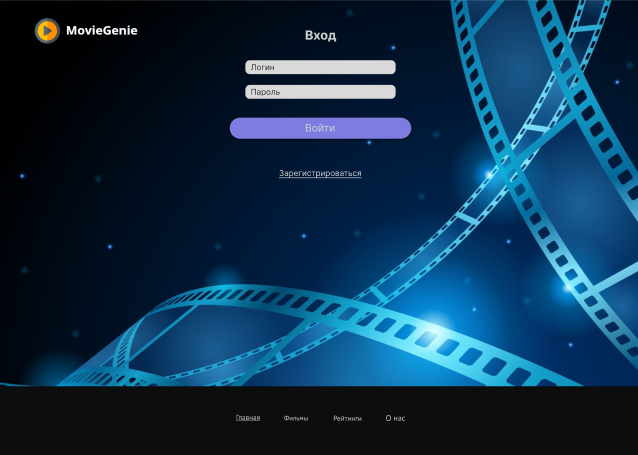 MovieGenie
Вход
Логин
Пароль
Войти
Зарегистрироваться
Главная Фильмы Рейтинги О нас